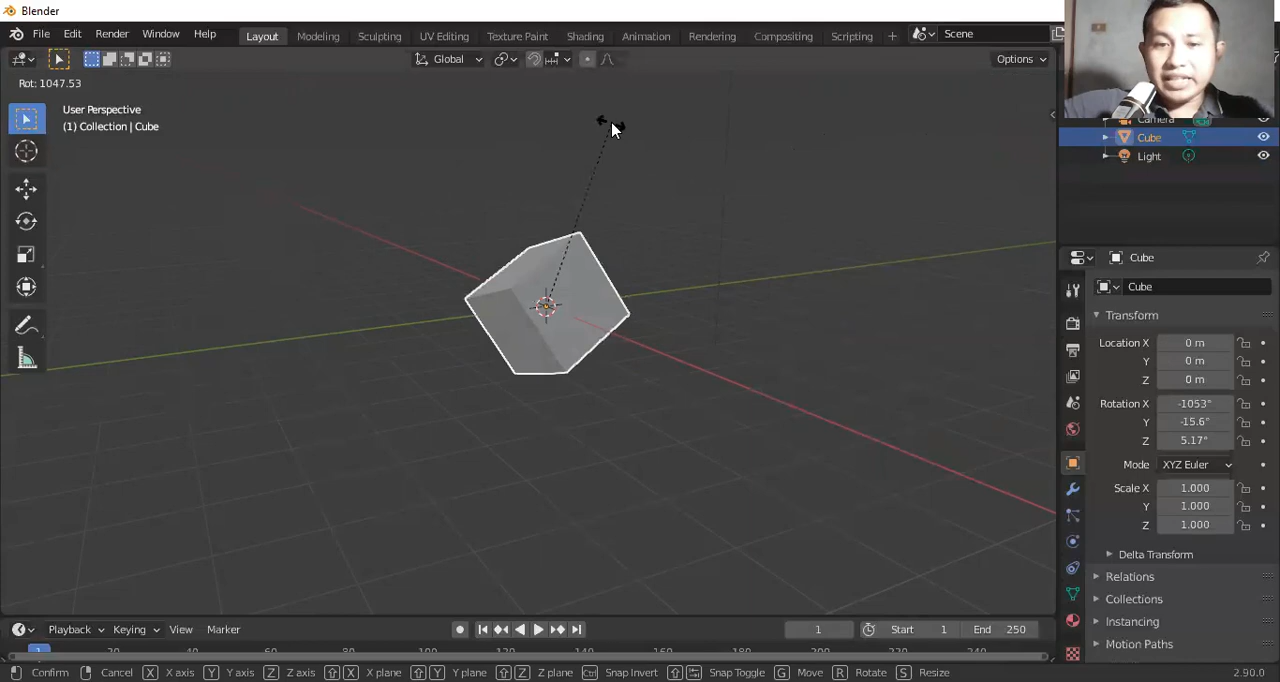 Blender
File Edit Render Window Help Layout Modeling Sculpting UV Editing Texture Paint Shading Animation Rendering Compositing Scripting + Scene
Global Options
Rot: 1047.53
User Perspective
(1) Collection | Cube
Camera
Cube
Light
Cube
Cube
Transform
Location X 0 m
Y 0 m
Z 0 m
Rotation X -1053°
Y -15.6°
Z 5.17°
Mode XYZ Euler
Scale X 1.000
Y 1.000
Z 1.000
Delta Transform
Relations
Collections
Instancing
Motion Paths
Playback Keying View Marker 1 Start 1 End 250
1
Confirm Cancel X X axis Y Y axis Z Z axis X X plane Y Y plane Z Z plane Ctrl Snap Invert Snap Toggle G Move R Rotate S Resize 2.90.0